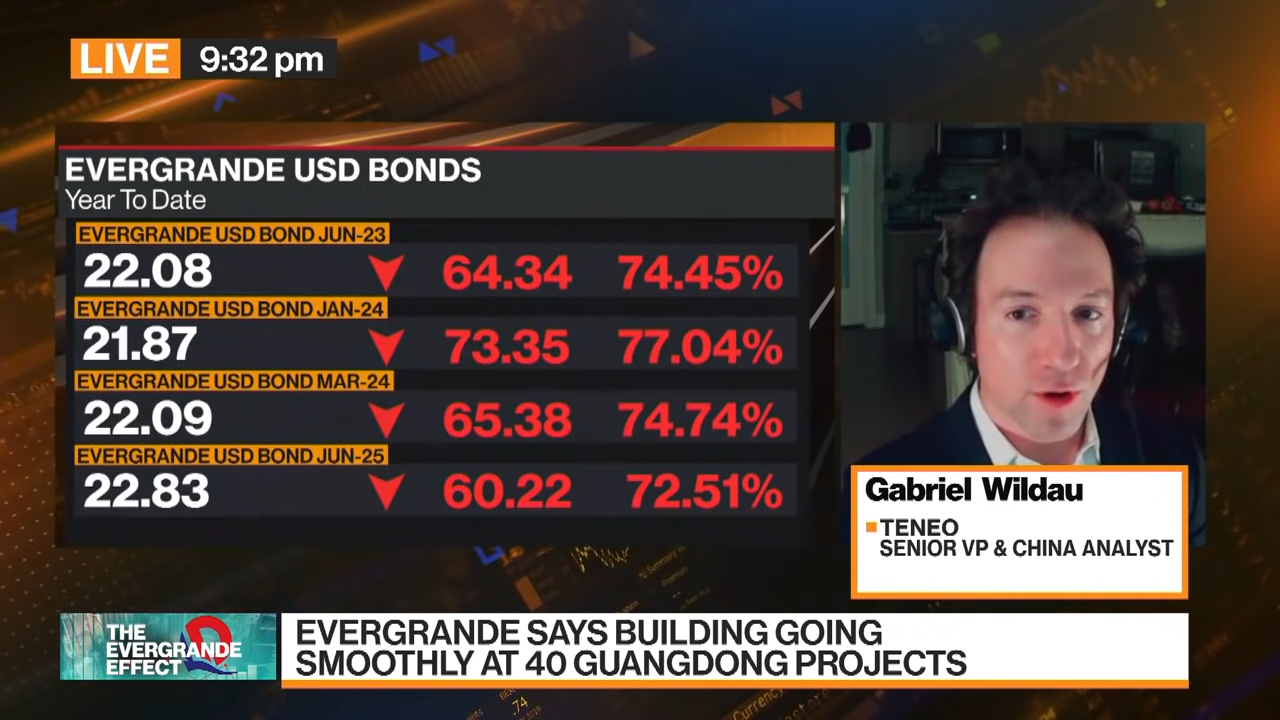 LIVE 9:32 pm
EVERGRANDE USD BONDS
Year To Date
EVERGRANDE USD BOND JUN-23
22.08 64.34 74.45%
EVERGRANDE USD BOND JAN-24
21.87 73.35 77.04%
EVERGRANDE USD BOND MAR-24
22.09 65.38 74.74%
EVERGRANDE USD BOND JUN-25
22.83 60.22 72.51%
Gabriel Wildau
TENEO
SENIOR VP & CHINA ANALYST
THE
EVERGRANDE
EFFECT
EVERGRANDE SAYS BUILDING GOING
SMOOTHLY AT 40 GUANGDONG PROJECTS
.74
Currency